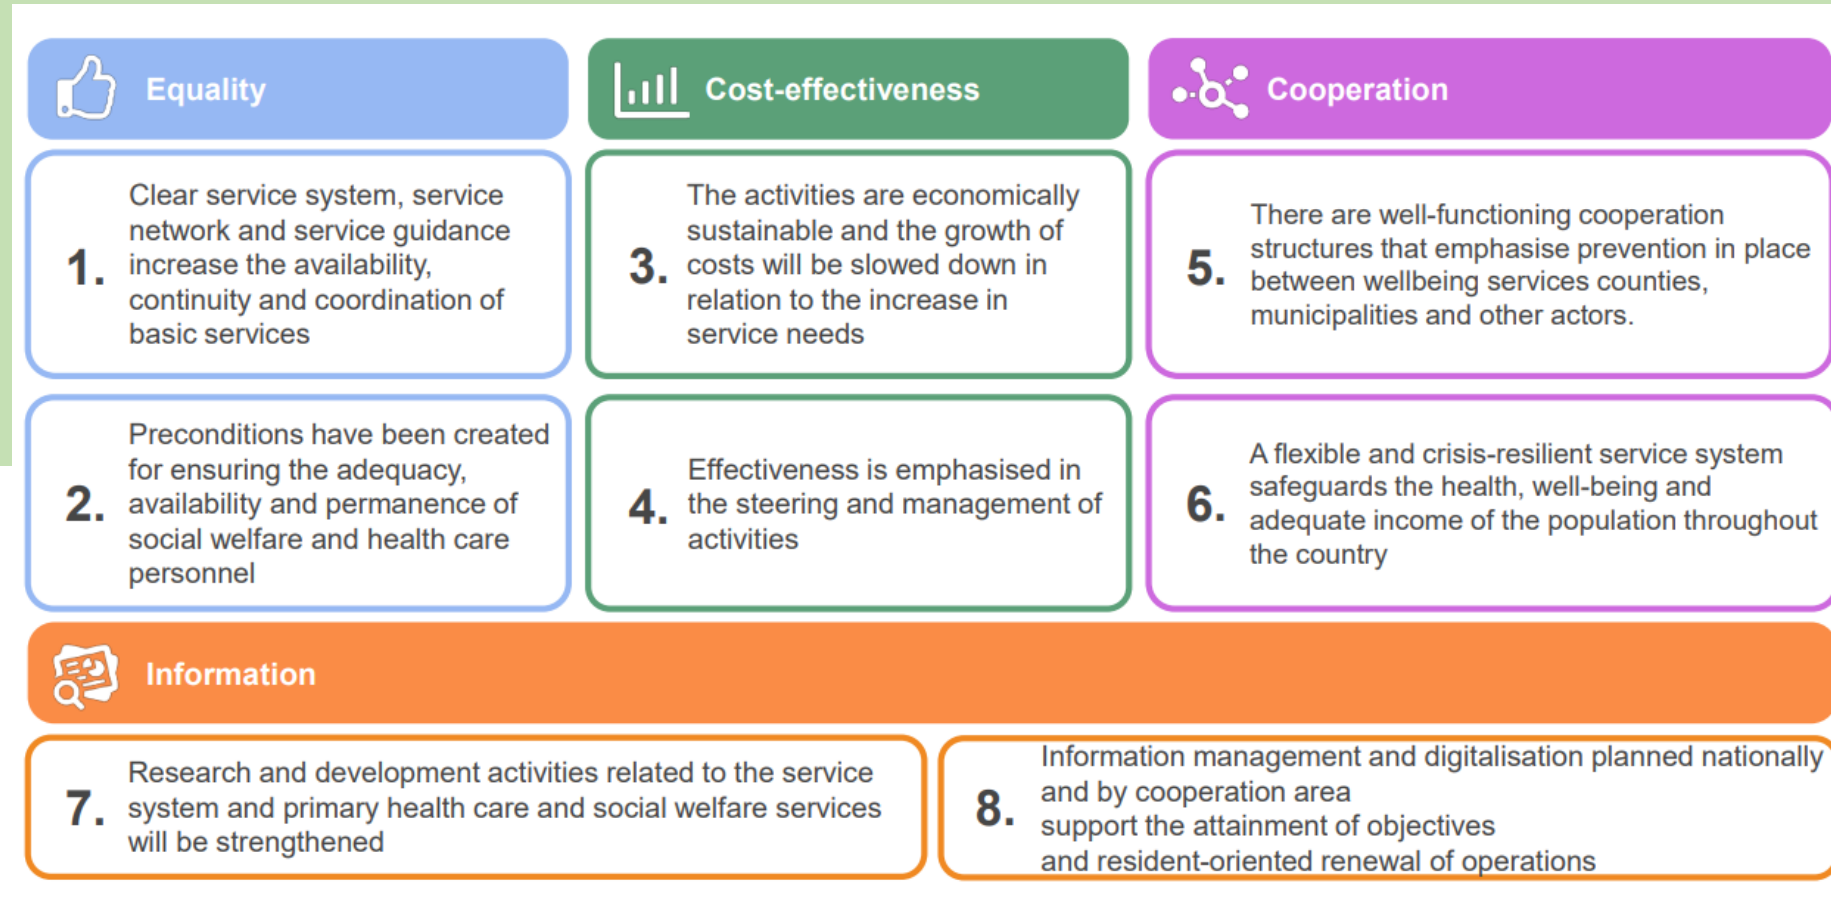 Equality
1.
Clear service system, service
network and service guidance
increase the availability,
continuity and coordination of
basic services
2.
Preconditions have been created
for ensuring the adequacy,
availability and permanence of
social welfare and health care
personnel
Cost-effectiveness
3.
The activities are economically
sustainable and the growth of
costs will be slowed down in
relation to the increase in
service needs
4.
Effectiveness is emphasised in
the steering and management of
activities
Cooperation
5.
There are well-functioning cooperation
structures that emphasise prevention in place
between wellbeing services counties,
municipalities and other actors.
6.
A flexible and crisis-resilient service system
safeguards the health, well-being and
adequate income of the population throughout
the country
Information
7.
Research and development activities related to the service
system and primary health care and social welfare services
will be strengthened
8.
Information management and digitalisation planned nationally
and by cooperation area
support the attainment of objectives
and resident-oriented renewal of operations